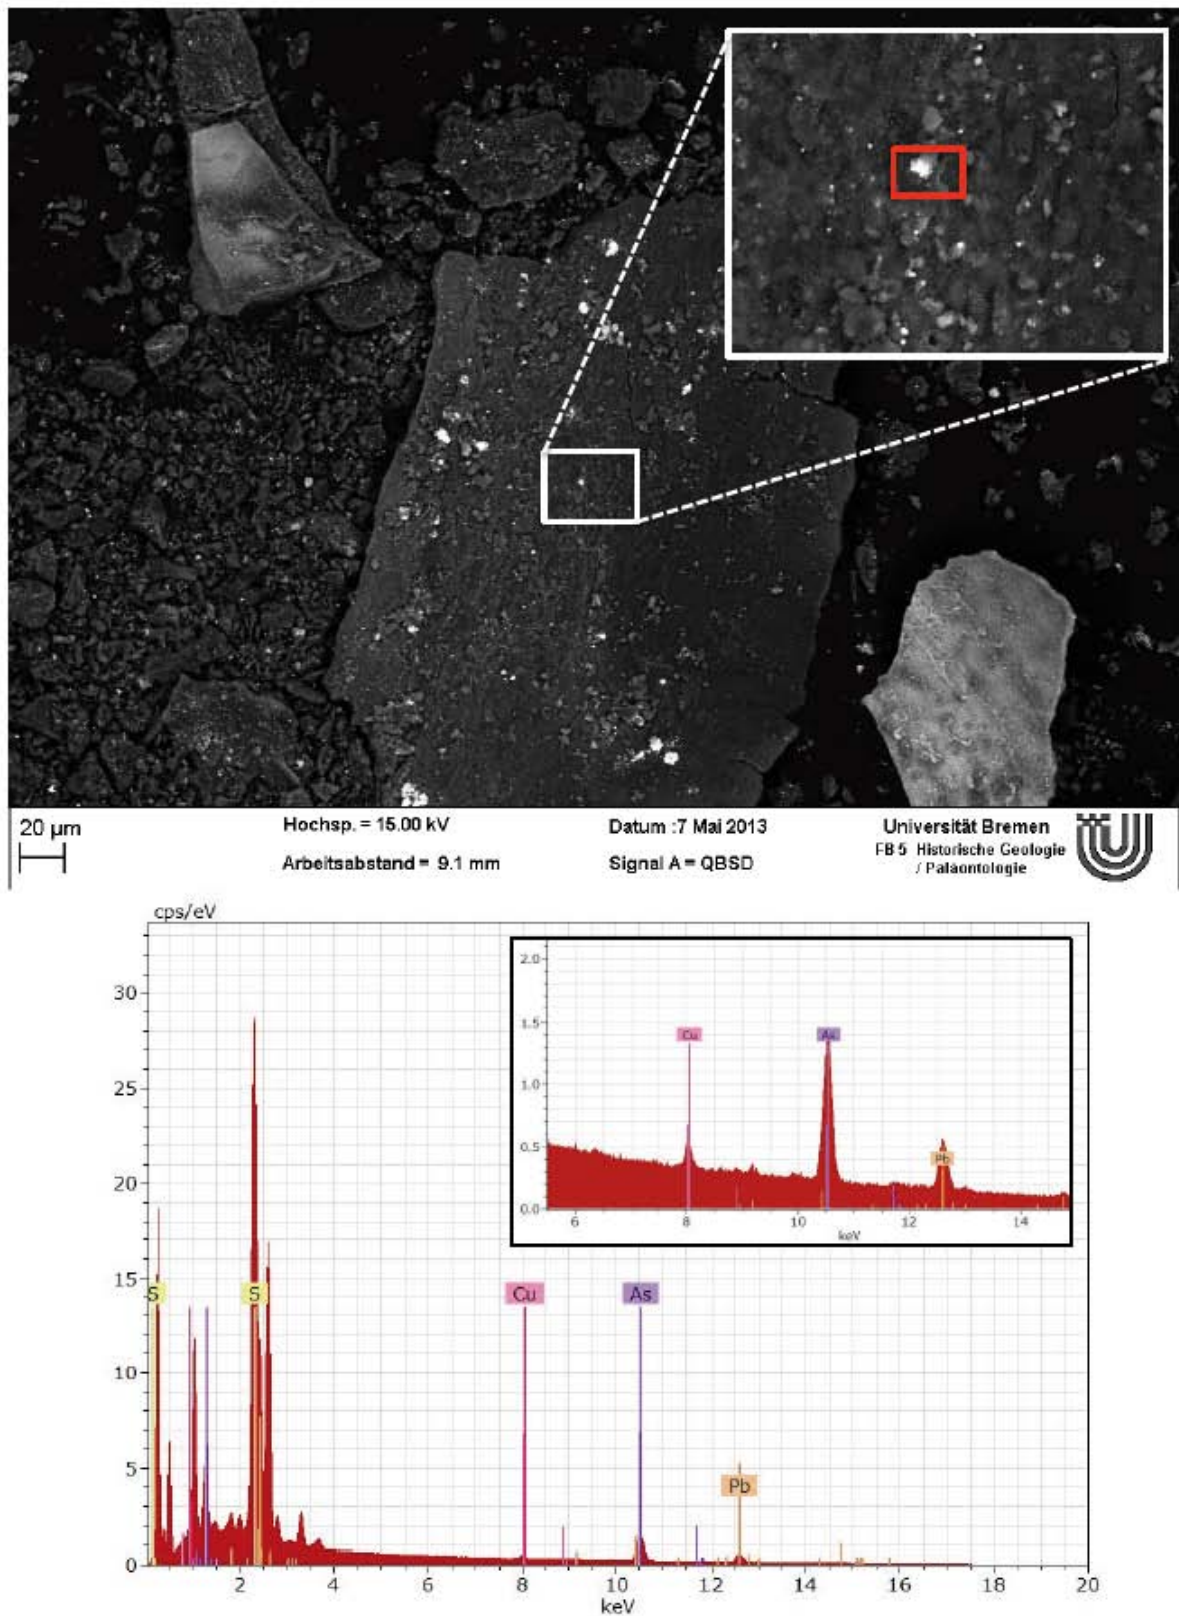 20 µm
Hochsp. = 15.00 kV
Datum :7 Mai 2013
Universität Bremen
Arbeitsabstand = 9.1 mm
Signal A = QBSD
FB 5 Historische Geologie
/ Paläontologie
cps/eV
30
25
20
15
10
5
0
S
S
Cu
As
Pb
2
4
6
8
10
12
14
16
18
20
keV
2.0
1.5
1.0
0.5
0.0
Cu
As
Pb
6
8
10
12
14
keV